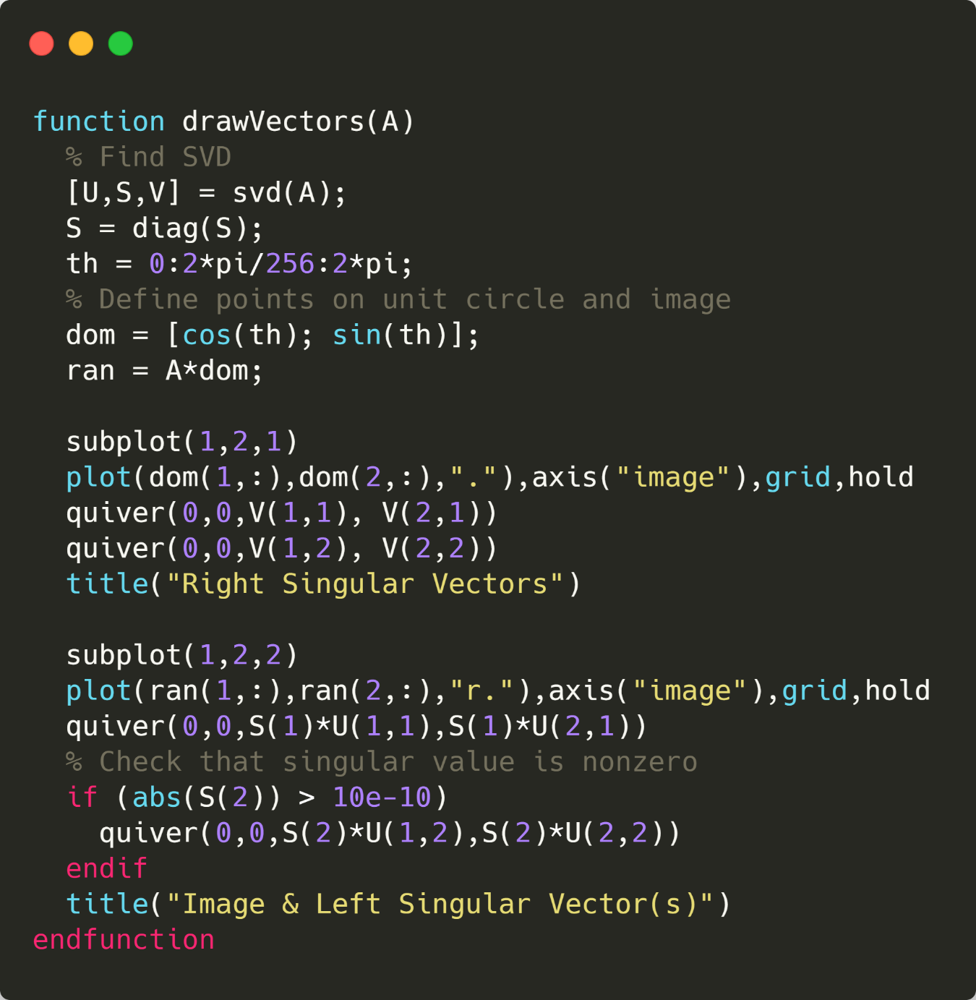 function drawVectors(A)
  % Find SVD
  [U,S,V] = svd(A);
  S = diag(S);
  th = 0:2*pi/256:2*pi;
  % Define points on unit circle and image
  dom = [cos(th); sin(th)];
  ran = A*dom;

  subplot(1,2,1)
  plot(dom(1,:),dom(2,:),"."),axis("image"),grid,hold
  quiver(0,0,V(1,1), V(2,1))
  quiver(0,0,V(1,2), V(2,2))
  title("Right Singular Vectors")

  subplot(1,2,2)
  plot(ran(1,:),ran(2,:),"r."),axis("image"),grid,hold
  quiver(0,0,S(1)*U(1,1),S(1)*U(2,1))
  % Check that singular value is nonzero
  if (abs(S(2)) > 10e-10)
    quiver(0,0,S(2)*U(1,2),S(2)*U(2,2))
  endif
  title("Image & Left Singular Vector(s)")
endfunction